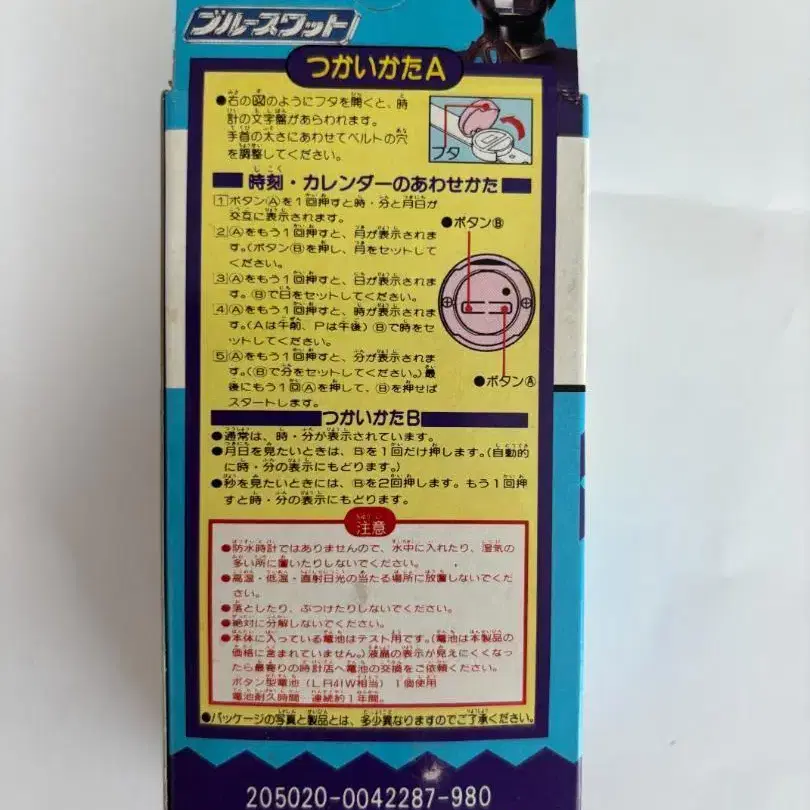 ブルースワット
つかいかたA
●右の図のようにフタを開くと、時
計の文字盤があらわれます。
手首の太さにあわせてベルトの穴
を調整してください。
フタ
時刻・カレンダーのあわせかた
1ボタンⒶを1回押すと時・分と月日が
交互に表示されます。
2Ⓐをもう1回押すと、月が表示されま
す。(ボタンⒷを押し、月をセットして
ください。
3Ⓐをもう1回押すと、日が表示されま
す。Ⓑで日をセットしてください。)
4Ⓐをもう1回押すと、時が表示されま
す。(Aは午前、Pは午後)Ⓑで時をセ
ットしてください。
5Ⓐをもう1回押すと、分が表示されま
す。(Ⓑで分をセットしてください。)最
後にもう1回Ⓐを押して、Ⓑを押せば
スタートします。
●ボタンⒷ
●ボタンⒶ
つかいかたB
●通常は、時・分が表示されています。
●月日を見たいときは、Ⓑを1回だけ押します。(自動的
に時・分の表示にもどります。)
●秒を見たいときには、Ⓑを2回押します。もう1回押
すと時・分の表示にもどります。
注意
●防水時計ではありませんので、水中に入れたり、湿気の
多い所に置いたりしないでください。
●高温・低温・直射日光の当たる場所に放置しないでくだ
さい。
●落としたり、ぶつけたりしないでください。
●絶対に分解しないでください。
●本体に入っている電池はテスト用です。(電池は本製品の
価格に含まれていません。)液晶の表示が見えにくくなっ
たら最寄りの時計店へ電池の交換をご依頼ください。
ボタン型電池(LR41W相当)1個使用
電池耐久時間 連続約1年間。
●パッケージの写真と製品とは、多少異なりますのでご了承ください。
205020-0042287-980